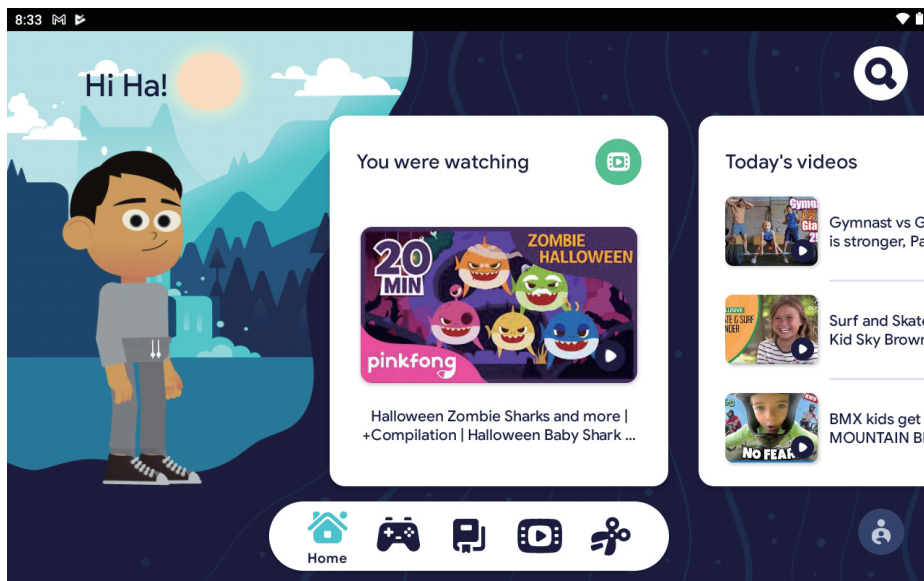 8:33
Hi Ha!
You were watching
20
MIN
ZOMBIE
HALLOWEEN
pinkfong
Halloween Zombie Sharks and more |
+Compilation | Halloween Baby Shark ...
Today's videos
Gymnast vs G
is stronger, Pa
Surf and Skate
Kid Sky Brown
BMX kids get
MOUNTAIN B
NO FEAR
Home